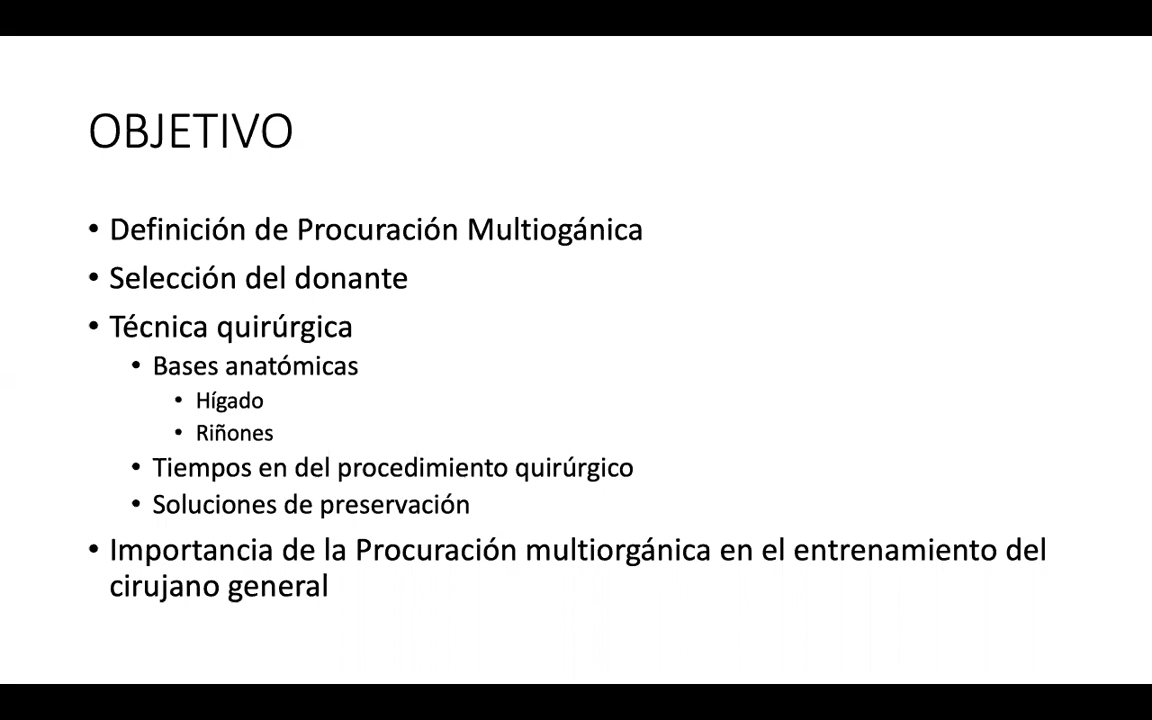 OBJETIVO
• Definición de Procuración Multiogánica
• Selección del donante
• Técnica quirúrgica
• Bases anatómicas
• Hígado
• Riñones
• Tiempos en del procedimiento quirúrgico
• Soluciones de preservación
• Importancia de la Procuración multiorgánica en el entrenamiento del
cirujano general